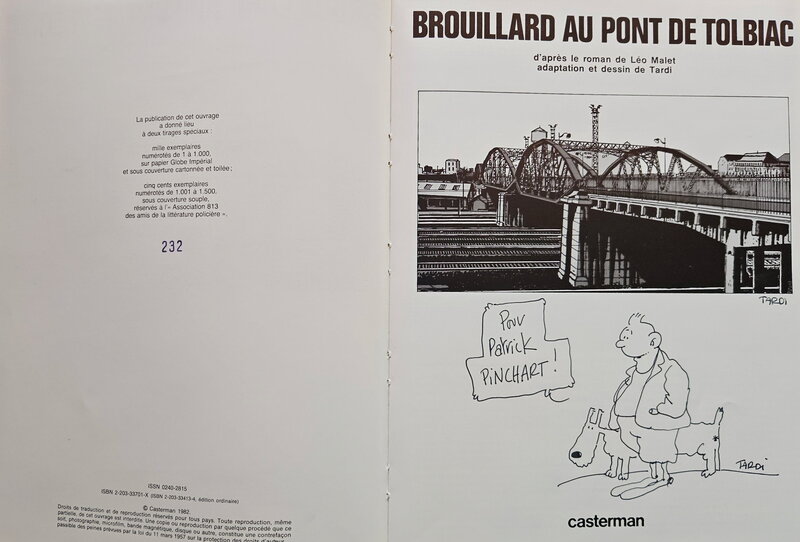 La publication de cet ouvrage
a donné lieu
à deux tirages spéciaux :
mille exemplaires
numérotés de 1 à 1.000,
sur papier Globe Impérial
et sous couverture cartonnée et toilée ;
cinq cents exemplaires
numérotés de 1.001 à 1.500,
sous couverture souple,
réservés à l'« Association 813
des amis de la littérature policière ».
232
ISSN 0240-2815
ISBN 2-203-33701-X (ISBN 2-203-33413-4, édition ordinaire)
© Casterman 1982.
Droits de traduction et de reproduction réservés pour tous pays. Toute reproduction, même
partielle, de cet ouvrage est interdite. Une copie ou reproduction par quelque procédé que ce
soit, photographie, microfilm, bande magnétique, disque ou autre, constitue une contrefaçon
passible des peines prévues par la loi du 11 mars 1957 sur la protection des droits d'auteur.
BROUILLARD AU PONT DE TOLBIAC
d'après le roman de Léo Malet
adaptation et dessin de Tardi
TARDI
Pour
Patrick
PINCHART !
TARDI
casterman